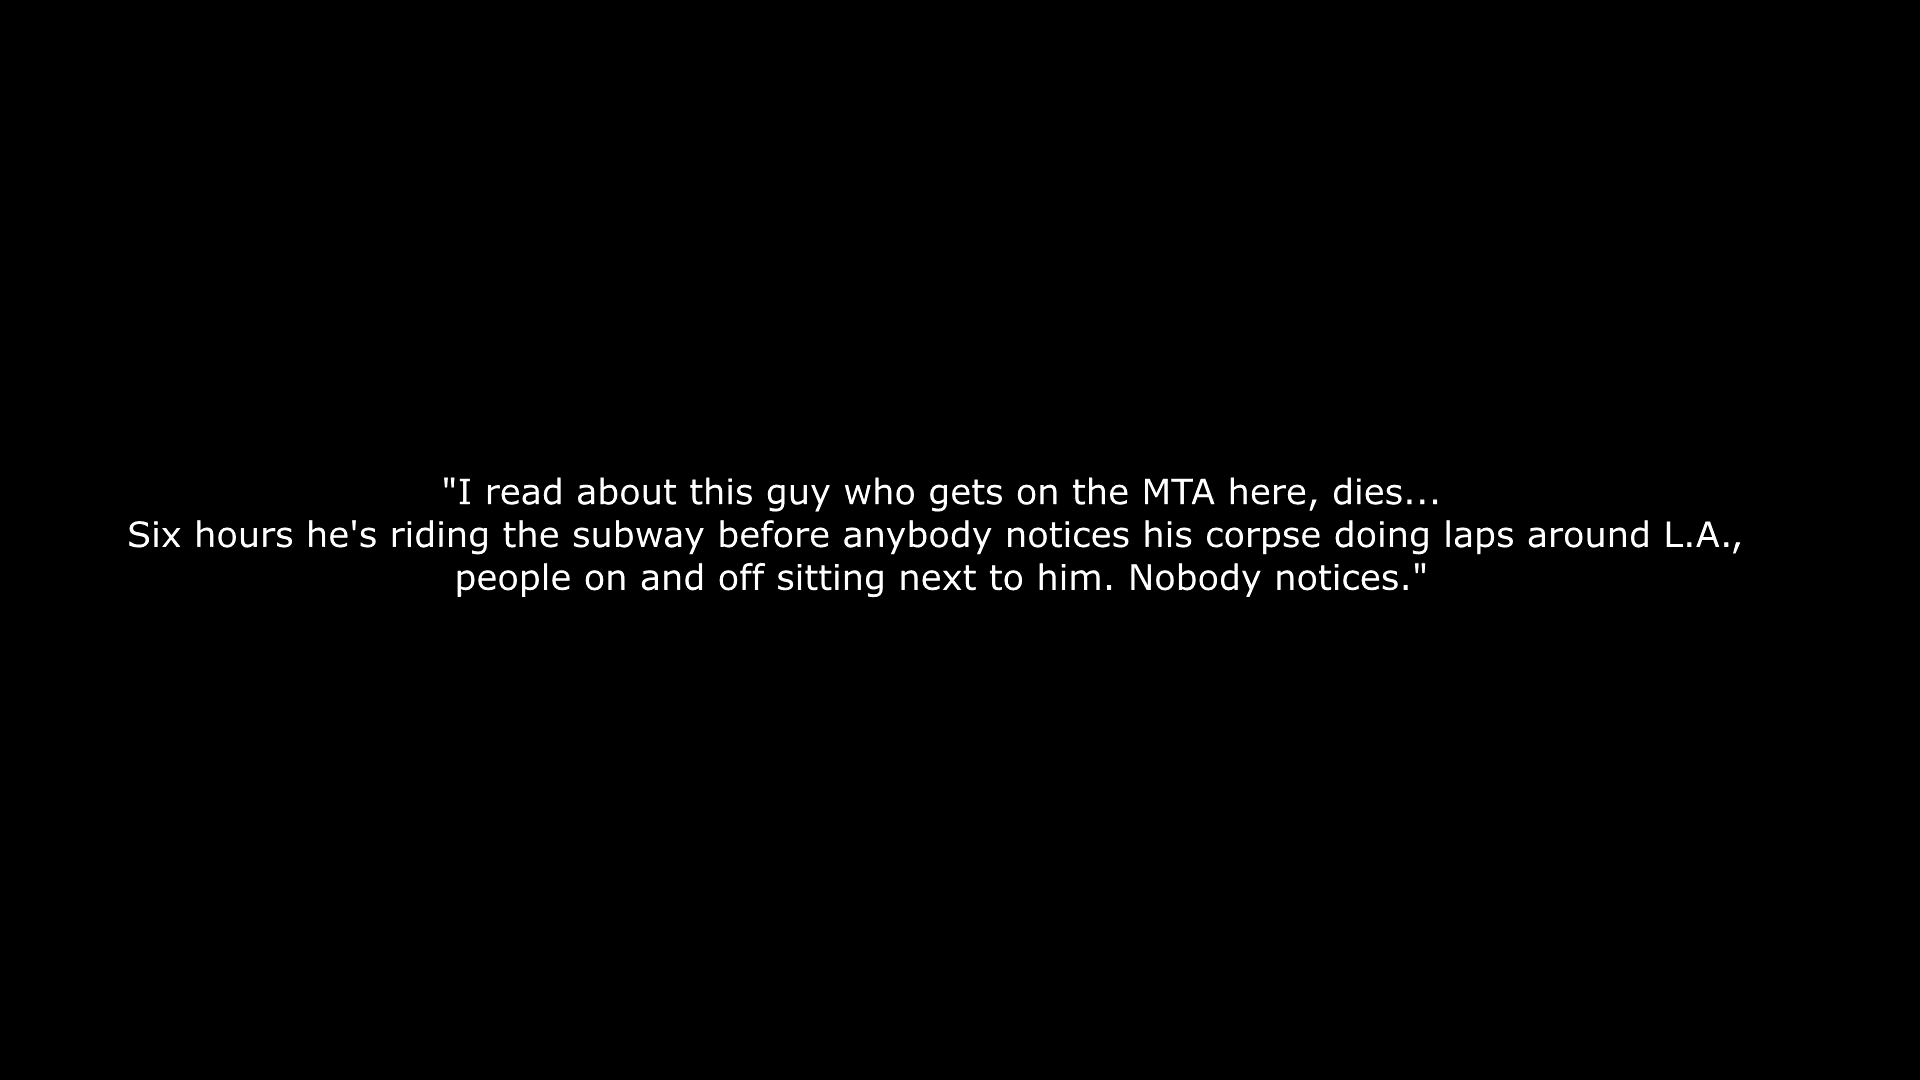 "I read about this guy who gets on the MTA here, dies...
Six hours he's riding the subway before anybody notices his corpse doing laps around L.A.,
people on and off sitting next to him. Nobody notices."